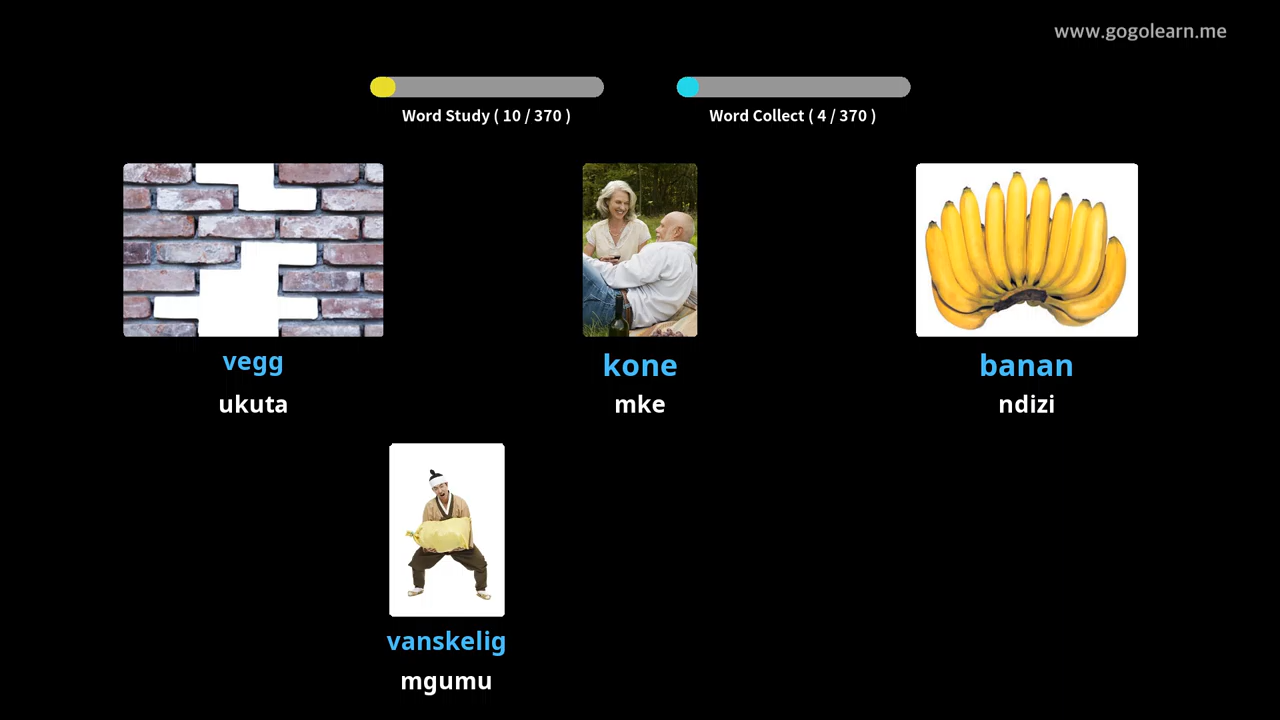 www.gogolearn.me
Word Study ( 10 / 370 )
Word Collect ( 4 / 370 )
vegg
ukuta
kone
mke
banan
ndizi
vanskelig
mgumu